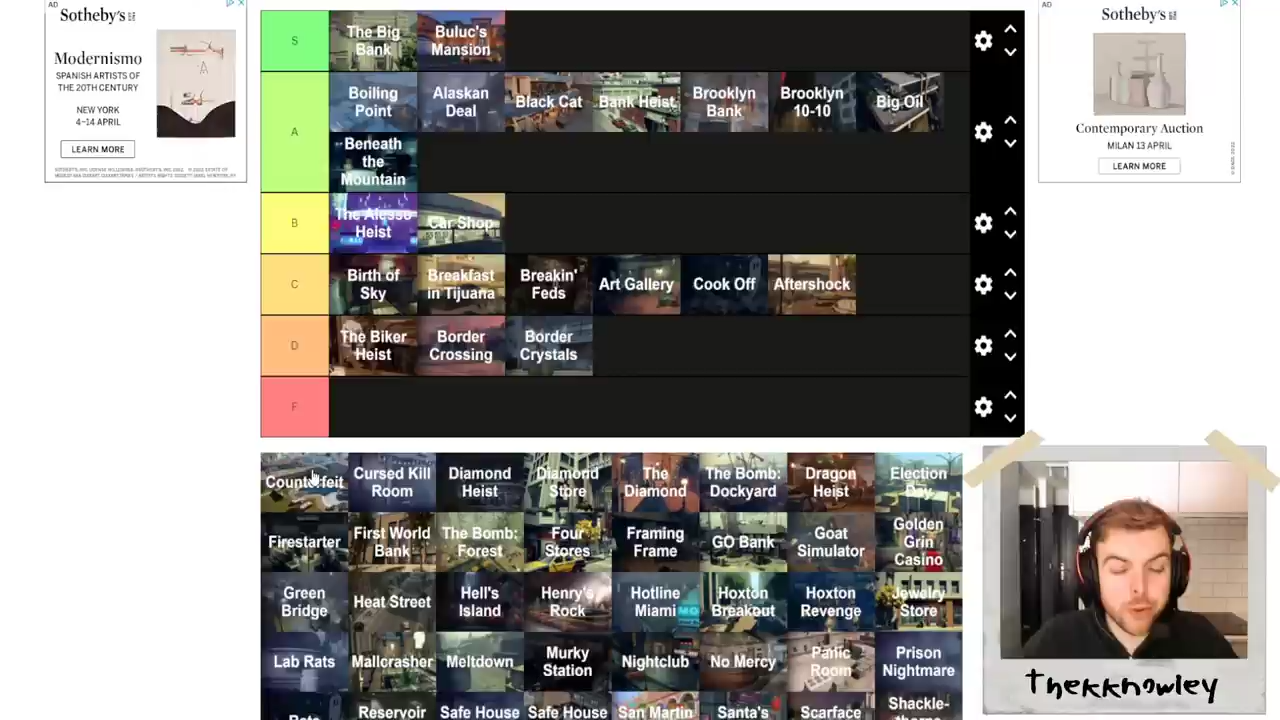 AD
Sotheby's
Modernismo
SPANISH ARTISTS OF
THE 20TH CENTURY
NEW YORK
4–14 APRIL
LEARN MORE
AD
Sotheby's
Contemporary Auction
MILAN 13 APRIL
LEARN MORE
S
The Big Bank
Buluc's Mansion
A
Boiling Point
Alaskan Deal
Black Cat
Bank Heist
Brooklyn Bank
Brooklyn 10-10
Big Oil
Beneath the Mountain
B
The Alesso Heist
Car Shop
C
Birth of Sky
Breakfast in Tijuana
Breakin' Feds
Art Gallery
Cook Off
Aftershock
D
The Biker Heist
Border Crossing
Border Crystals
F
Counterfeit
Cursed Kill Room
Diamond Heist
Diamond Store
The Diamond
The Bomb: Dockyard
Dragon Heist
Election Day
Firestarter
First World Bank
The Bomb: Forest
Four Stores
Framing Frame
GO Bank
Goat Simulator
Golden Grin Casino
Green Bridge
Heat Street
Hell's Island
Henry's Rock
Hotline Miami
Hoxton Breakout
Hoxton Revenge
Jewelry Store
Lab Rats
Mallcrasher
Meltdown
Murky Station
Nightclub
No Mercy
Panic Room
Prison Nightmare
Rats
Reservoir
Safe House
Safe House
San Martin
Santa's
Scarface
Shackle-
Thekknowley